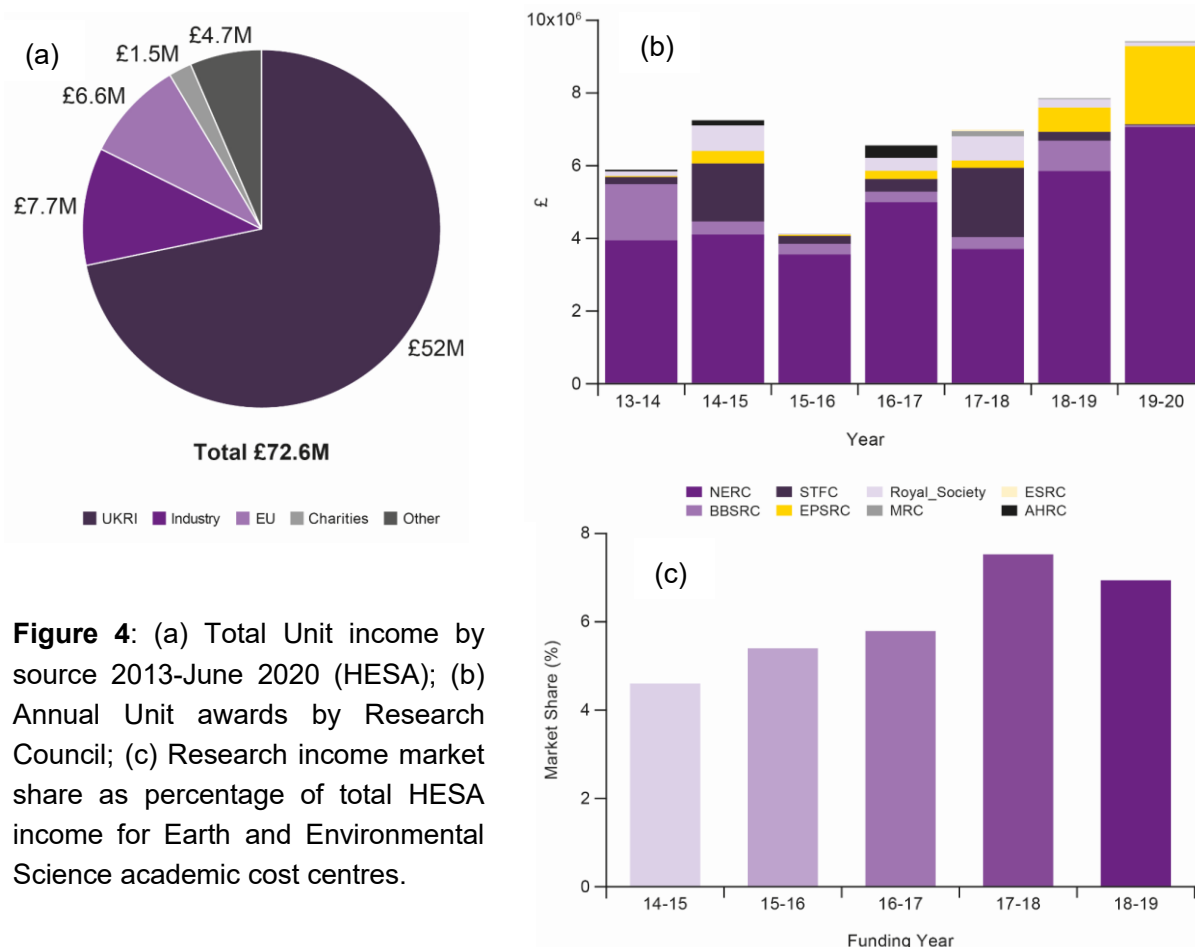 (a)
£4.7M
£1.5M
£6.6M
£7.7M
£52M
Total £72.6M
UKRI Industry EU Charities Other
(b)
10x10⁶
8
6
4
2
0
£
13-14 14-15 15-16 16-17 17-18 18-19 19-20
Year
NERC STFC Royal_Society ESRC
BBSRC EPSRC MRC AHRC
(c)
8
6
4
2
0
Market Share (%)
14-15 15-16 16-17 17-18 18-19
Funding Year
Figure 4: (a) Total Unit income by
source 2013-June 2020 (HESA); (b)
Annual Unit awards by Research
Council; (c) Research income market
share as percentage of total HESA
income for Earth and Environmental
Science academic cost centres.